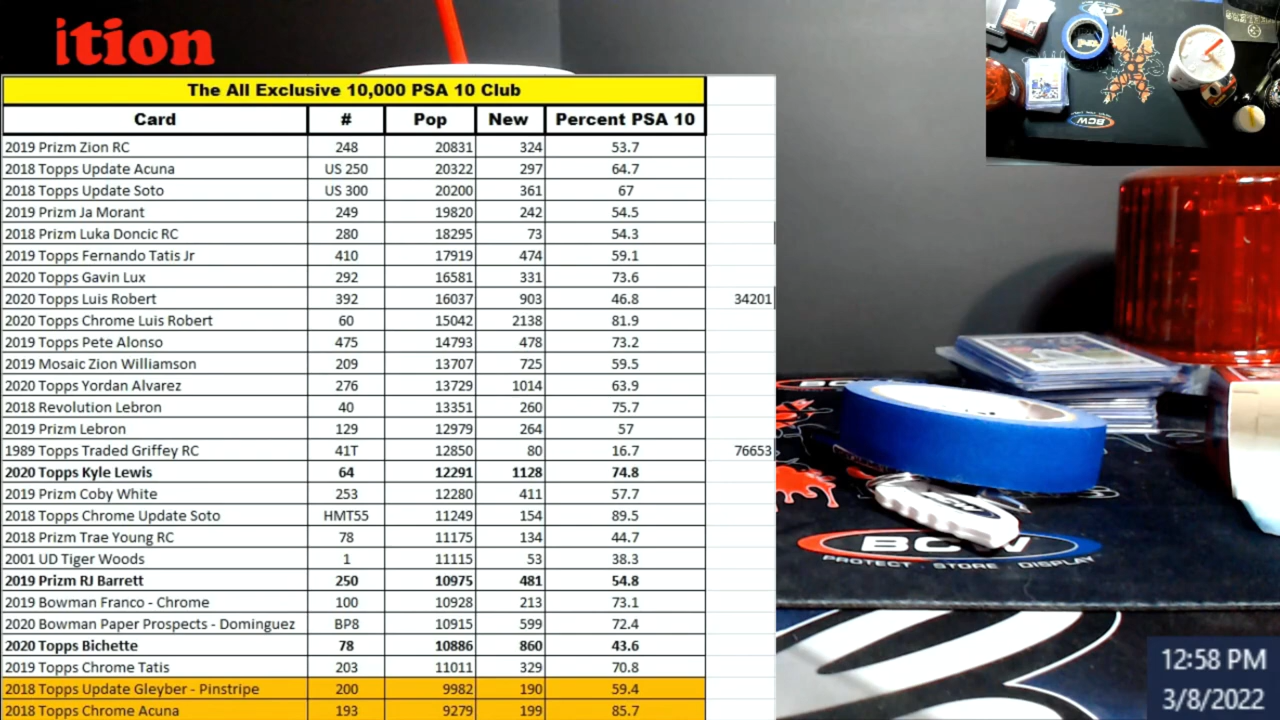 ition
The All Exclusive 10,000 PSA 10 Club
Card # Pop New Percent PSA 10
2019 Prizm Zion RC 248 20831 324 53.7
2018 Topps Update Acuna US 250 20322 297 64.7
2018 Topps Update Soto US 300 20200 361 67
2019 Prizm Ja Morant 249 19820 242 54.5
2018 Prizm Luka Doncic RC 280 18295 73 54.3
2019 Topps Fernando Tatis Jr 410 17919 474 59.1
2020 Topps Gavin Lux 292 16581 331 73.6
2020 Topps Luis Robert 392 16037 903 46.8 34201
2020 Topps Chrome Luis Robert 60 15042 2138 81.9
2019 Topps Pete Alonso 475 14793 478 73.2
2019 Mosaic Zion Williamson 209 13707 725 59.5
2020 Topps Yordan Alvarez 276 13729 1014 63.9
2018 Revolution Lebron 40 13351 260 75.7
2019 Prizm Lebron 129 12979 264 57
1989 Topps Traded Griffey RC 41T 12850 80 16.7 76653
2020 Topps Kyle Lewis 64 12291 1128 74.8
2019 Prizm Coby White 253 12280 411 57.7
2018 Topps Chrome Update Soto HMT55 11249 154 89.5
2018 Prizm Trae Young RC 78 11175 134 44.7
2001 UD Tiger Woods 1 11115 53 38.3
2019 Prizm RJ Barrett 250 10975 481 54.8
2019 Bowman Franco - Chrome 100 10928 213 73.1
2020 Bowman Paper Prospects - Dominguez BP8 10915 599 72.4
2020 Topps Bichette 78 10886 860 43.6
2019 Topps Chrome Tatis 203 11011 329 70.8
2018 Topps Update Gleyber - Pinstripe 200 9982 190 59.4
2018 Topps Chrome Acuna 193 9279 199 85.7
BCW
BCW
PROTECT · STORE · DISPLAY
12:58 PM
3/8/2022